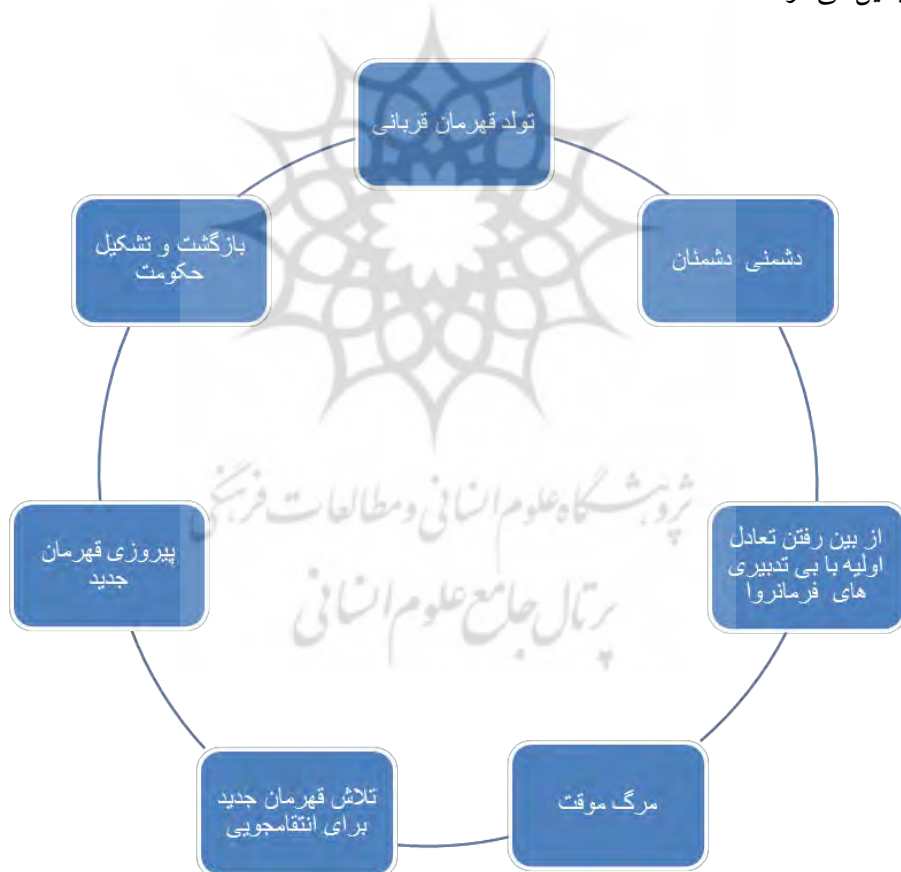 تولد قهرمان قربانی
دشمنی دشمنان
از بین رفتن تعادل
اولیه با بی تدبیری
های فرمانروا
مرگ موقت
تلاش قهرمان جدید
برای انتقامجویی
پیروزی قهرمان
جدید
بازگشت و تشکیل
حکومت
پژوهشگاه علوم انسانی و مطالعات فرهنگی
پرتال جامع علوم انسانی